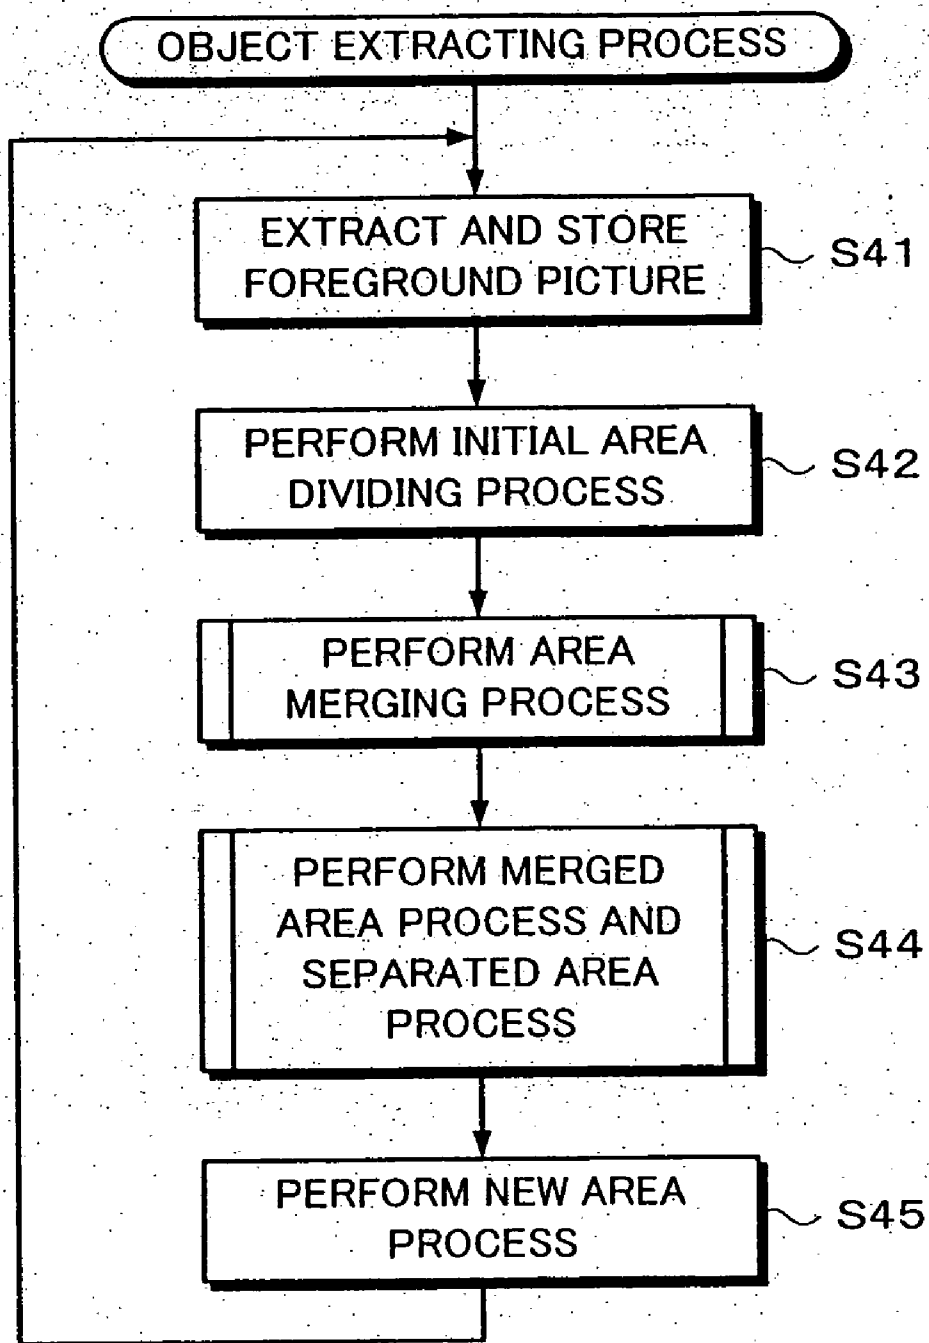 OBJECT EXTRACTING PROCESS
EXTRACT AND STORE
FOREGROUND PICTURE
S41
PERFORM INITIAL AREA
DIVIDING PROCESS
S42
PERFORM AREA
MERGING PROCESS
S43
PERFORM MERGED
AREA PROCESS AND
SEPARATED AREA
PROCESS
S44
PERFORM NEW AREA
PROCESS
S45